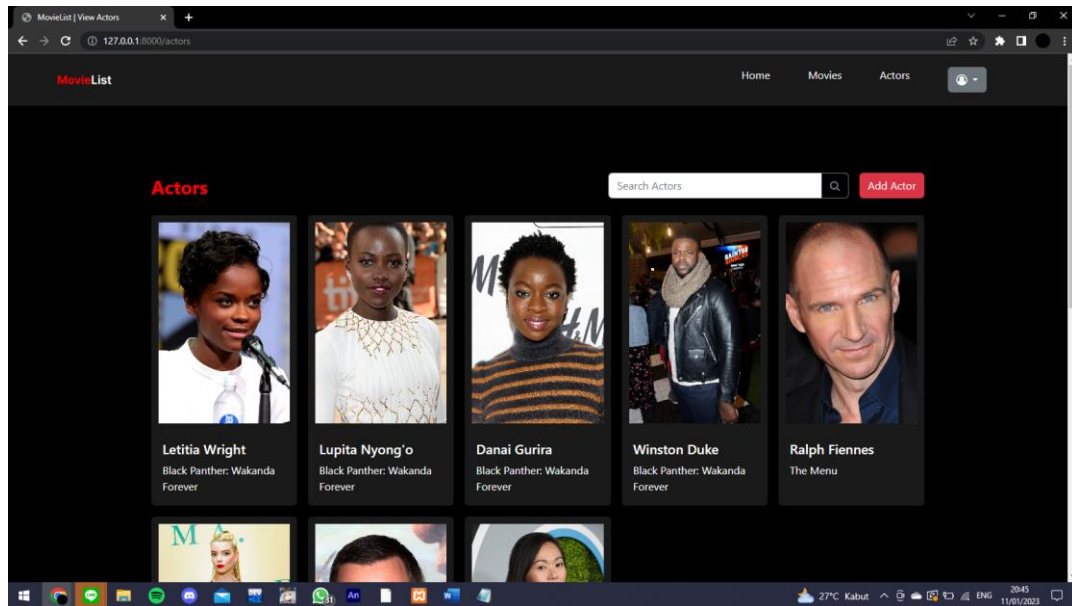 MovieList | View Actors
127.0.0.1:8000/actors
MovieList
Home Movies Actors
Actors
Search Actors
Add Actor
Letitia Wright
Black Panther: Wakanda
Forever
Lupita Nyong'o
Black Panther: Wakanda
Forever
Danai Gurira
Black Panther: Wakanda
Forever
Winston Duke
Black Panther: Wakanda
Forever
Ralph Fiennes
The Menu
M A.
27°C Kabut
ENG
20:45
11/01/2023